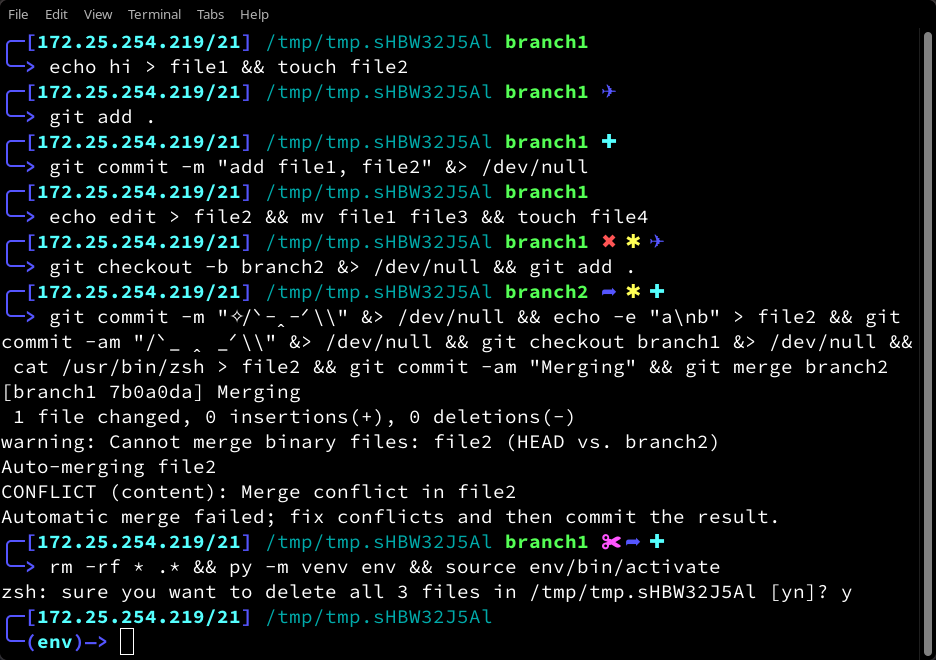 File Edit View Terminal Tabs Help
[172.25.254.219/21] /tmp/tmp.sHBW32J5Al branch1
> echo hi > file1 && touch file2
[172.25.254.219/21] /tmp/tmp.sHBW32J5Al branch1 ✈
> git add .
[172.25.254.219/21] /tmp/tmp.sHBW32J5Al branch1 ✚
> git commit -m "add file1, file2" &> /dev/null
[172.25.254.219/21] /tmp/tmp.sHBW32J5Al branch1
> echo edit > file2 && mv file1 file3 && touch file4
[172.25.254.219/21] /tmp/tmp.sHBW32J5Al branch1 ✖ ✱ ✈
> git checkout -b branch2 &> /dev/null && git add .
[172.25.254.219/21] /tmp/tmp.sHBW32J5Al branch2 ➦ ✱ ✚
> git commit -m "✧/`-‸-´\\" &> /dev/null && echo -e "a\nb" > file2 && git
commit -am "/`_ ‸ _´\\" &> /dev/null && git checkout branch1 &> /dev/null &&
cat /usr/bin/zsh > file2 && git commit -am "Merging" && git merge branch2
[branch1 7b0a0da] Merging
1 file changed, 0 insertions(+), 0 deletions(-)
warning: Cannot merge binary files: file2 (HEAD vs. branch2)
Auto-merging file2
CONFLICT (content): Merge conflict in file2
Automatic merge failed; fix conflicts and then commit the result.
[172.25.254.219/21] /tmp/tmp.sHBW32J5Al branch1 ✂ ➦ ✚
> rm -rf * .* && py -m venv env && source env/bin/activate
zsh: sure you want to delete all 3 files in /tmp/tmp.sHBW32J5Al [yn]? y
[172.25.254.219/21] /tmp/tmp.sHBW32J5Al
(env)—>